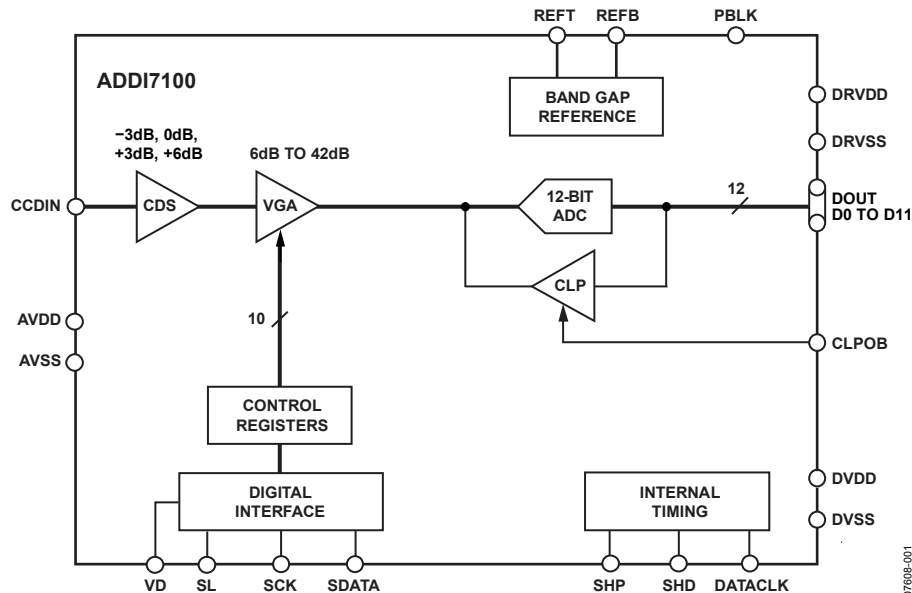 REFT
REFB
PBLK
ADDI7100
BAND GAP
REFERENCE
DRVDD
−3dB, 0dB,
+3dB, +6dB
6dB TO 42dB
DRVSS
CCDIN
CDS
VGA
12-BIT
ADC
12
DOUT
D0 TO D11
CLP
AVDD
10
AVSS
CLPOB
CONTROL
REGISTERS
DIGITAL
INTERFACE
INTERNAL
TIMING
DVDD
DVSS
VD
SL
SCK
SDATA
SHP
SHD
DATACLK
07608-001